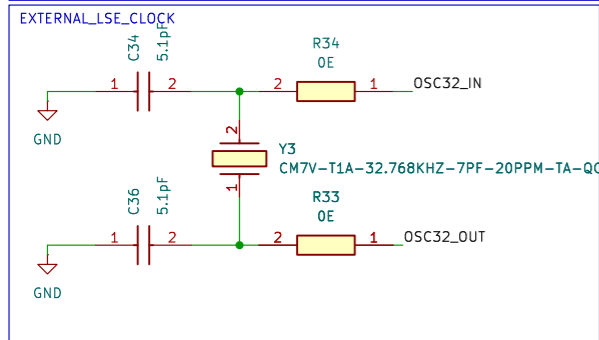 EXTERNAL_LSE_CLOCK
C34
5.1pF
R34
0E
1
2
2
1
OSC32_IN
GND
2
Y3
CM7V-T1A-32.768KHZ-7PF-20PPM-TA-QC
1
C36
5.1pF
R33
0E
1
2
2
1
OSC32_OUT
GND